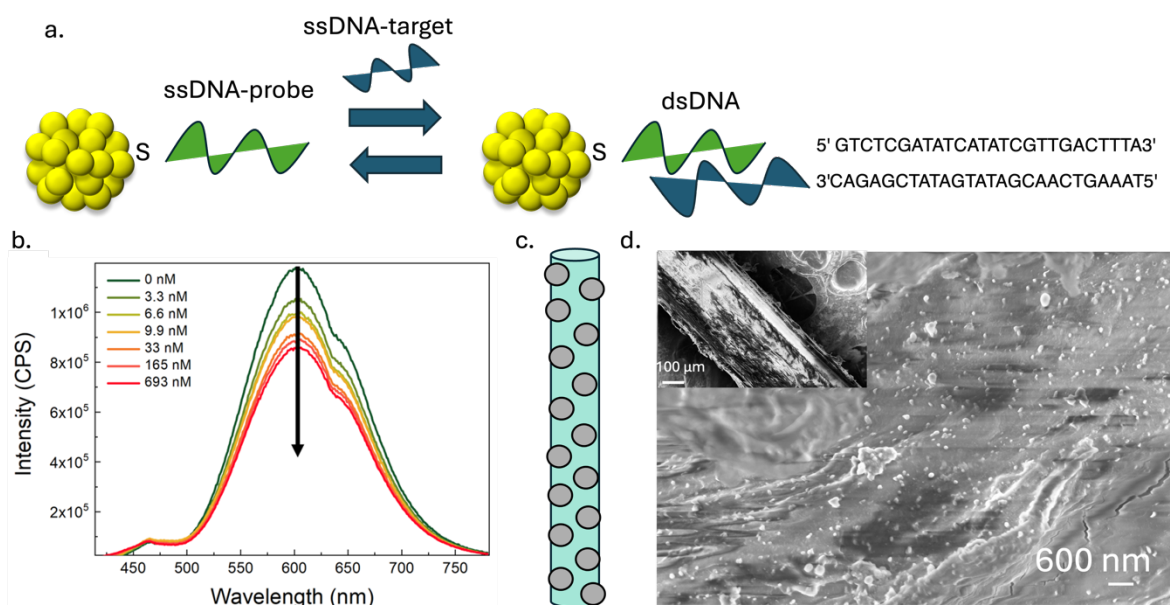 a.
ssDNA-target
ssDNA-probe
dsDNA
S
S
5' GTCTCGATATCATATCGTTGACTTTA3'
3'CAGAGCTATAGTATAGCAACTGAAAT5'
b.
0 nM
3.3 nM
6.6 nM
9.9 nM
33 nM
165 nM
693 nM
1x10⁶
8x10⁵
6x10⁵
4x10⁵
2x10⁵
Intensity (CPS)
450 500 550 600 650 700 750
Wavelength (nm)
c.
d.
100 µm
600 nm